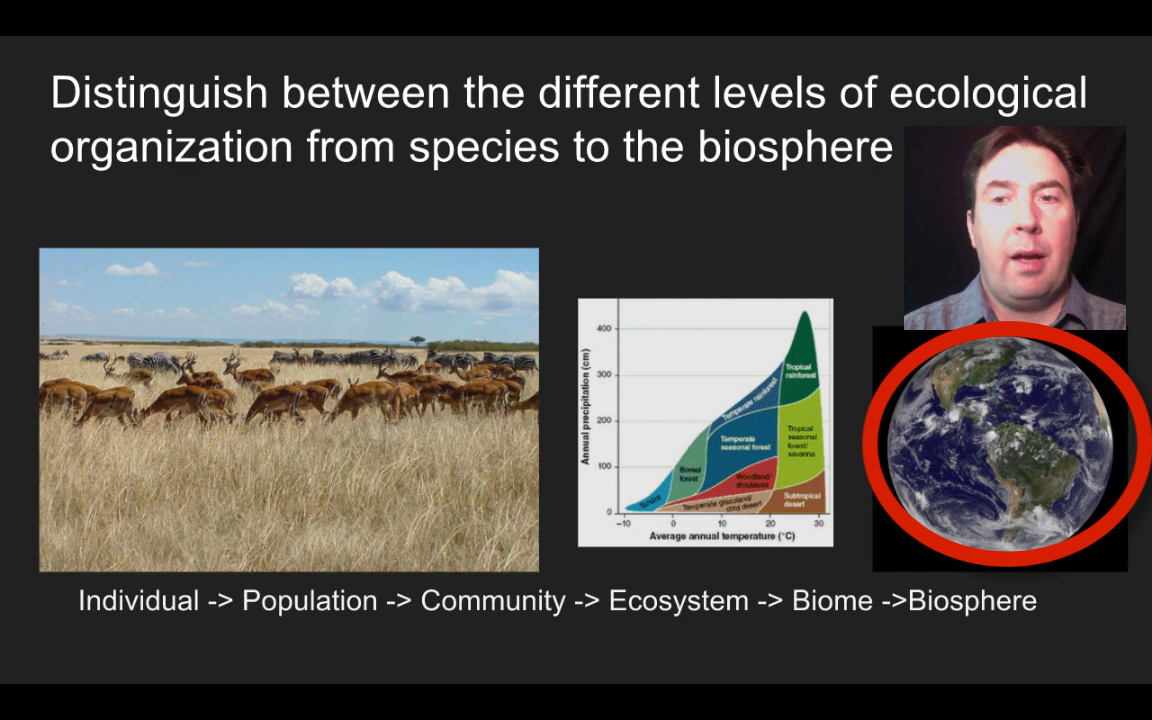 Distinguish between the different levels of ecological
organization from species to the biosphere
Annual precipitation (cm)
400
300
200
100
0
Tropical
rainforest
Temperate rainforest
Tropical
seasonal
forest/
savanna
Temperate
seasonal forest
Boreal
forest
Woodland/
shrubland
Tundra
Temperate grassland/
cold desert
Subtropical
desert
−10 0 10 20 30
Average annual temperature (°C)
Individual -> Population -> Community -> Ecosystem -> Biome ->Biosphere